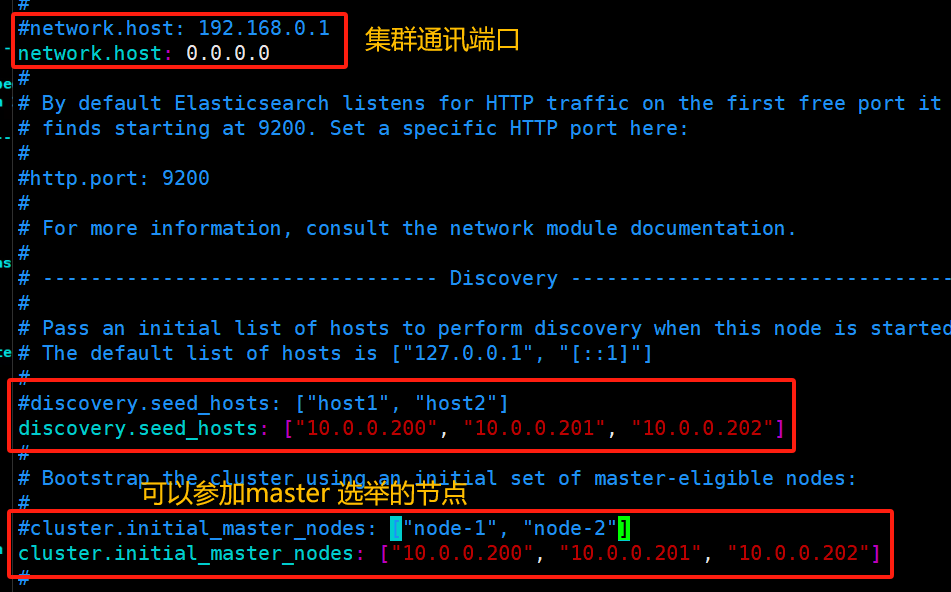 #
#network.host: 192.168.0.1
集群通讯端口
network.host: 0.0.0.0
#
# By default Elasticsearch listens for HTTP traffic on the first free port it
# finds starting at 9200. Set a specific HTTP port here:
#
#http.port: 9200
#
# For more information, consult the network module documentation.
#
# --------------------------------- Discovery --------------------------------
#
# Pass an initial list of hosts to perform discovery when this node is started
# The default list of hosts is ["127.0.0.1", "[::1]"]
#
#discovery.seed_hosts: ["host1", "host2"]
discovery.seed_hosts: ["10.0.0.200", "10.0.0.201", "10.0.0.202"]
#
# Bootstrap the cluster using an initial set of master-eligible nodes:
可以参加master 选举的节点
#
#cluster.initial_master_nodes: ["node-1", "node-2"]
cluster.initial_master_nodes: ["10.0.0.200", "10.0.0.201", "10.0.0.202"]
#